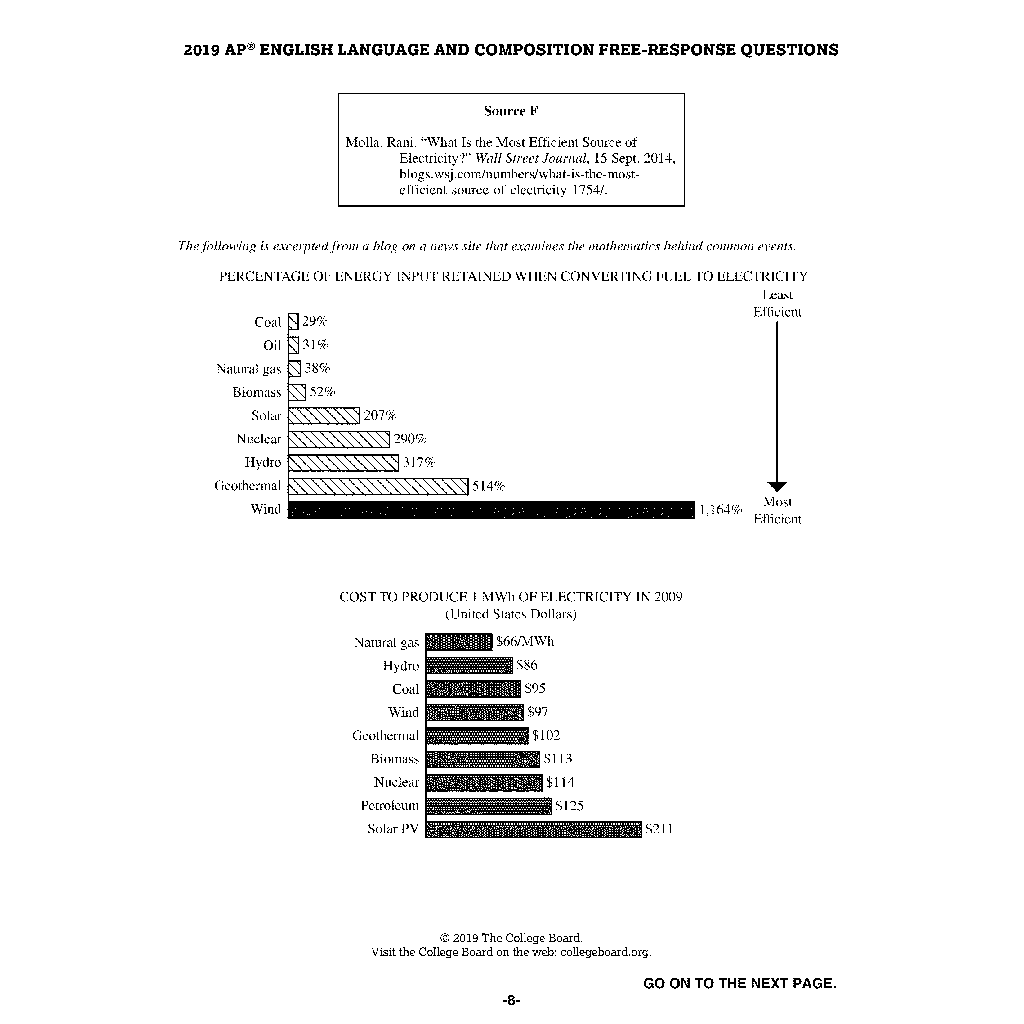 2019 AP® ENGLISH LANGUAGE AND COMPOSITION FREE-RESPONSE QUESTIONS
Source F
Molla, Rani. “What Is the Most Efficient Source of
Electricity?” Wall Street Journal, 15 Sept. 2014,
blogs.wsj.com/numbers/what-is-the-most-
efficient-source-of-electricity-1754/.
The following is excerpted from a blog on a news site that examines the mathematics behind common events.
PERCENTAGE OF ENERGY INPUT RETAINED WHEN CONVERTING FUEL TO ELECTRICITY
Least
Efficient
Coal 29%
Oil 31%
Natural gas 38%
Biomass 52%
Solar 207%
Nuclear 290%
Hydro 317%
Geothermal 514%
Wind 1,164%
Most
Efficient
COST TO PRODUCE 1 MWh OF ELECTRICITY IN 2009
(United States Dollars)
Natural gas $66/MWh
Hydro $86
Coal $95
Wind $97
Geothermal $102
Biomass $113
Nuclear $114
Petroleum $125
Solar PV $211
© 2019 The College Board.
Visit the College Board on the web: collegeboard.org.
GO ON TO THE NEXT PAGE.
-8-